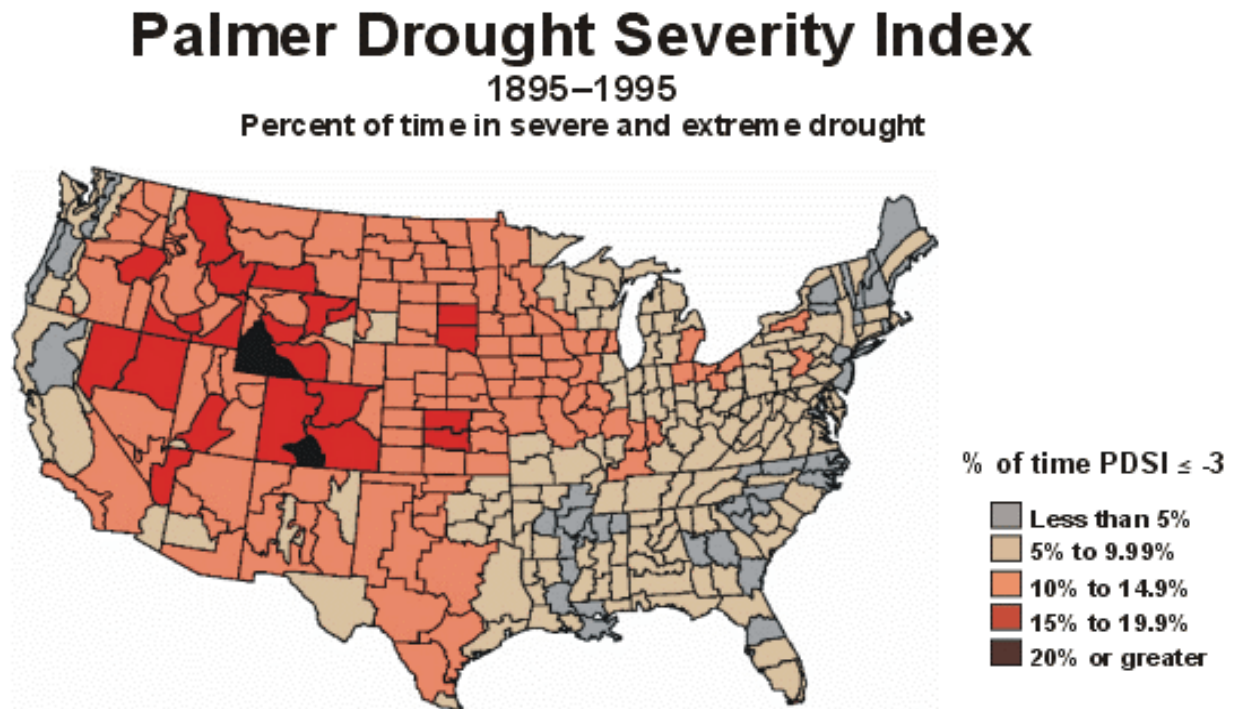 Palmer Drought Severity Index
1895–1995
Percent of time in severe and extreme drought
% of time PDSI ≤ -3
Less than 5%
5% to 9.99%
10% to 14.9%
15% to 19.9%
20% or greater